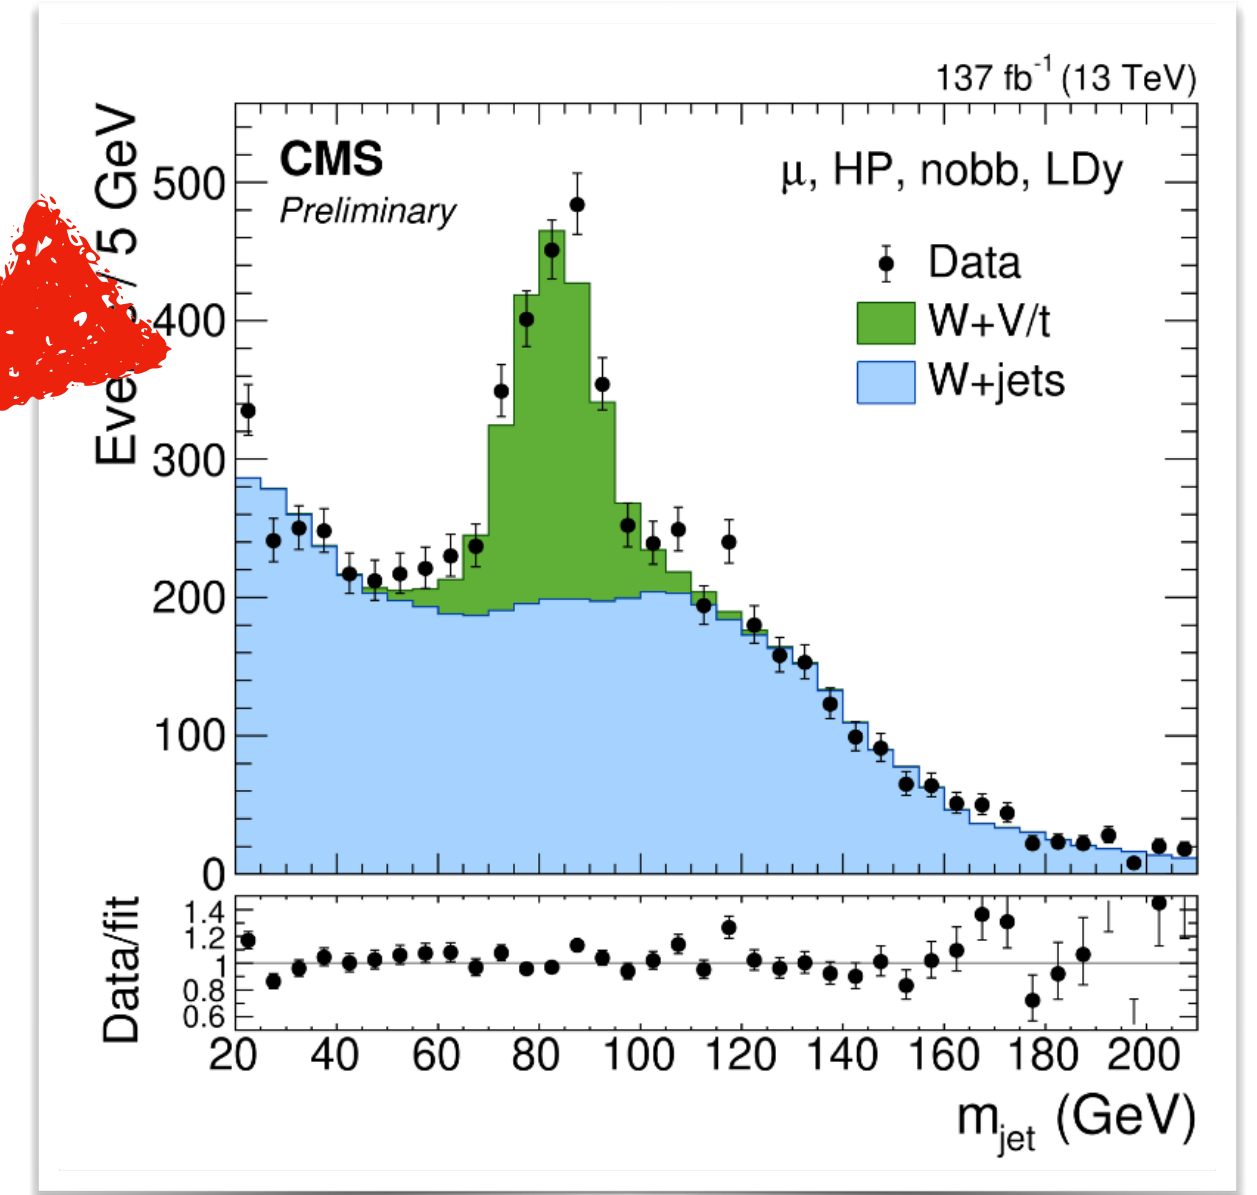 137 fb-1 (13 TeV)
CMS
Preliminary
μ, HP, nobb, LDy
Data
W+V/t
W+jets
/ 5 GeV
500
400
300
200
100
0
Data/fit
1.4
1.2
1
0.8
0.6
20 40 60 80 100 120 140 160 180 200
mjet (GeV)